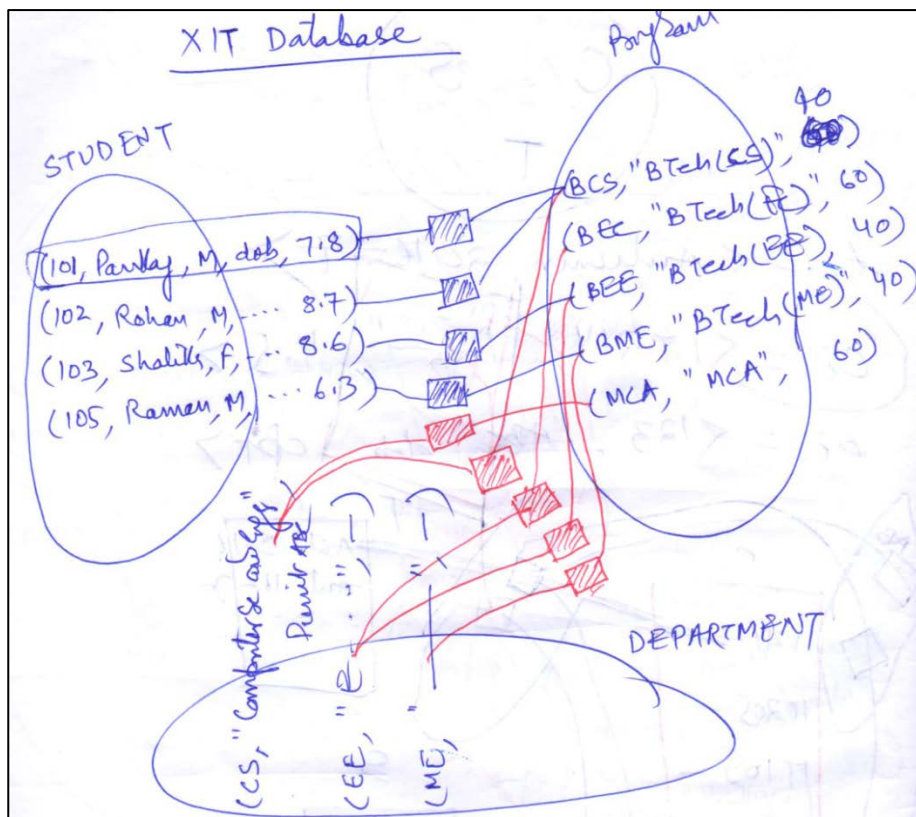 XIT Database
Program
STUDENT
(101, Pankaj, M, dob, 7.8)
(102, Rohan, M, .... 8.7)
(103, Shalik, F, ... 8.6)
(105, Raman, M, ... 6.3)
40
(BCS, "BTech(CS)", )
(BEC, "BTech(EC)", 60)
(BEE, "BTech(EE), 40)
(BME, "BTech(ME)", 40)
(MCA, "MCA", 60)
DEPARTMENT
(CS, "Computer Sc and
(EE, "E ", —)
(ME, " — " —)